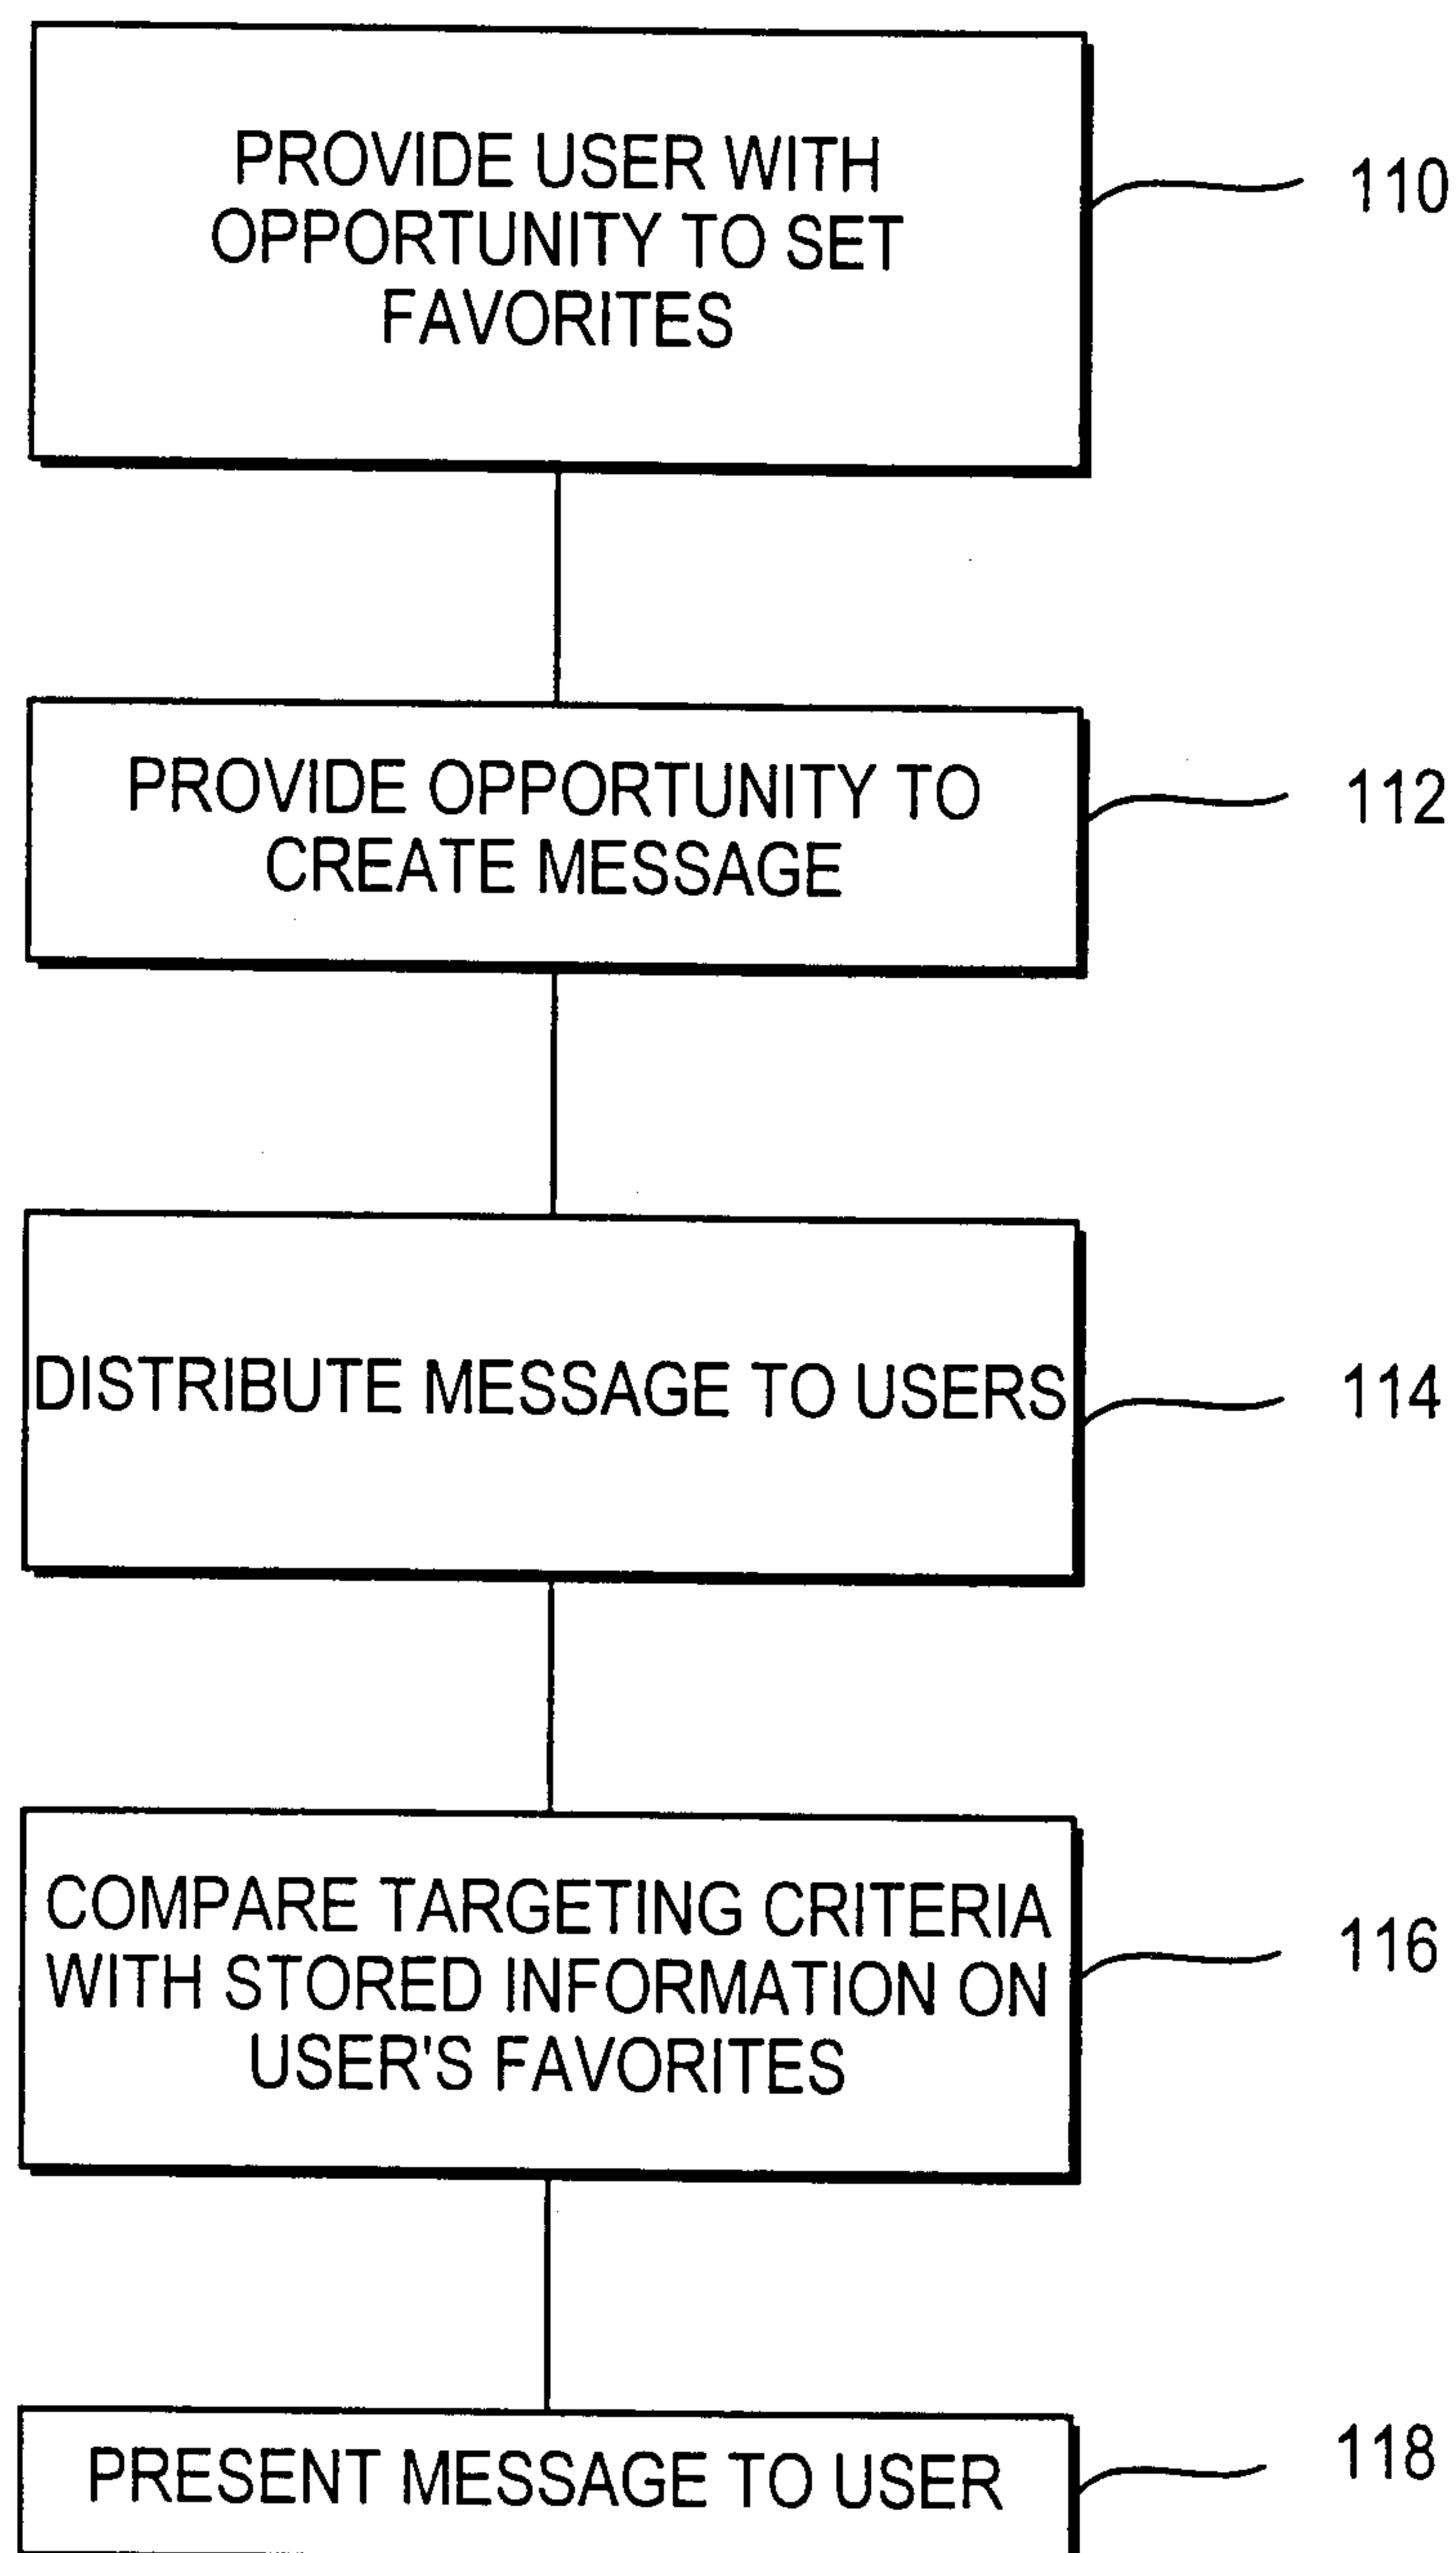 PROVIDE USER WITH
OPPORTUNITY TO SET
FAVORITES
110
PROVIDE OPPORTUNITY TO
CREATE MESSAGE
112
DISTRIBUTE MESSAGE TO USERS
114
COMPARE TARGETING CRITERIA
WITH STORED INFORMATION ON
USER'S FAVORITES
116
PRESENT MESSAGE TO USER
118